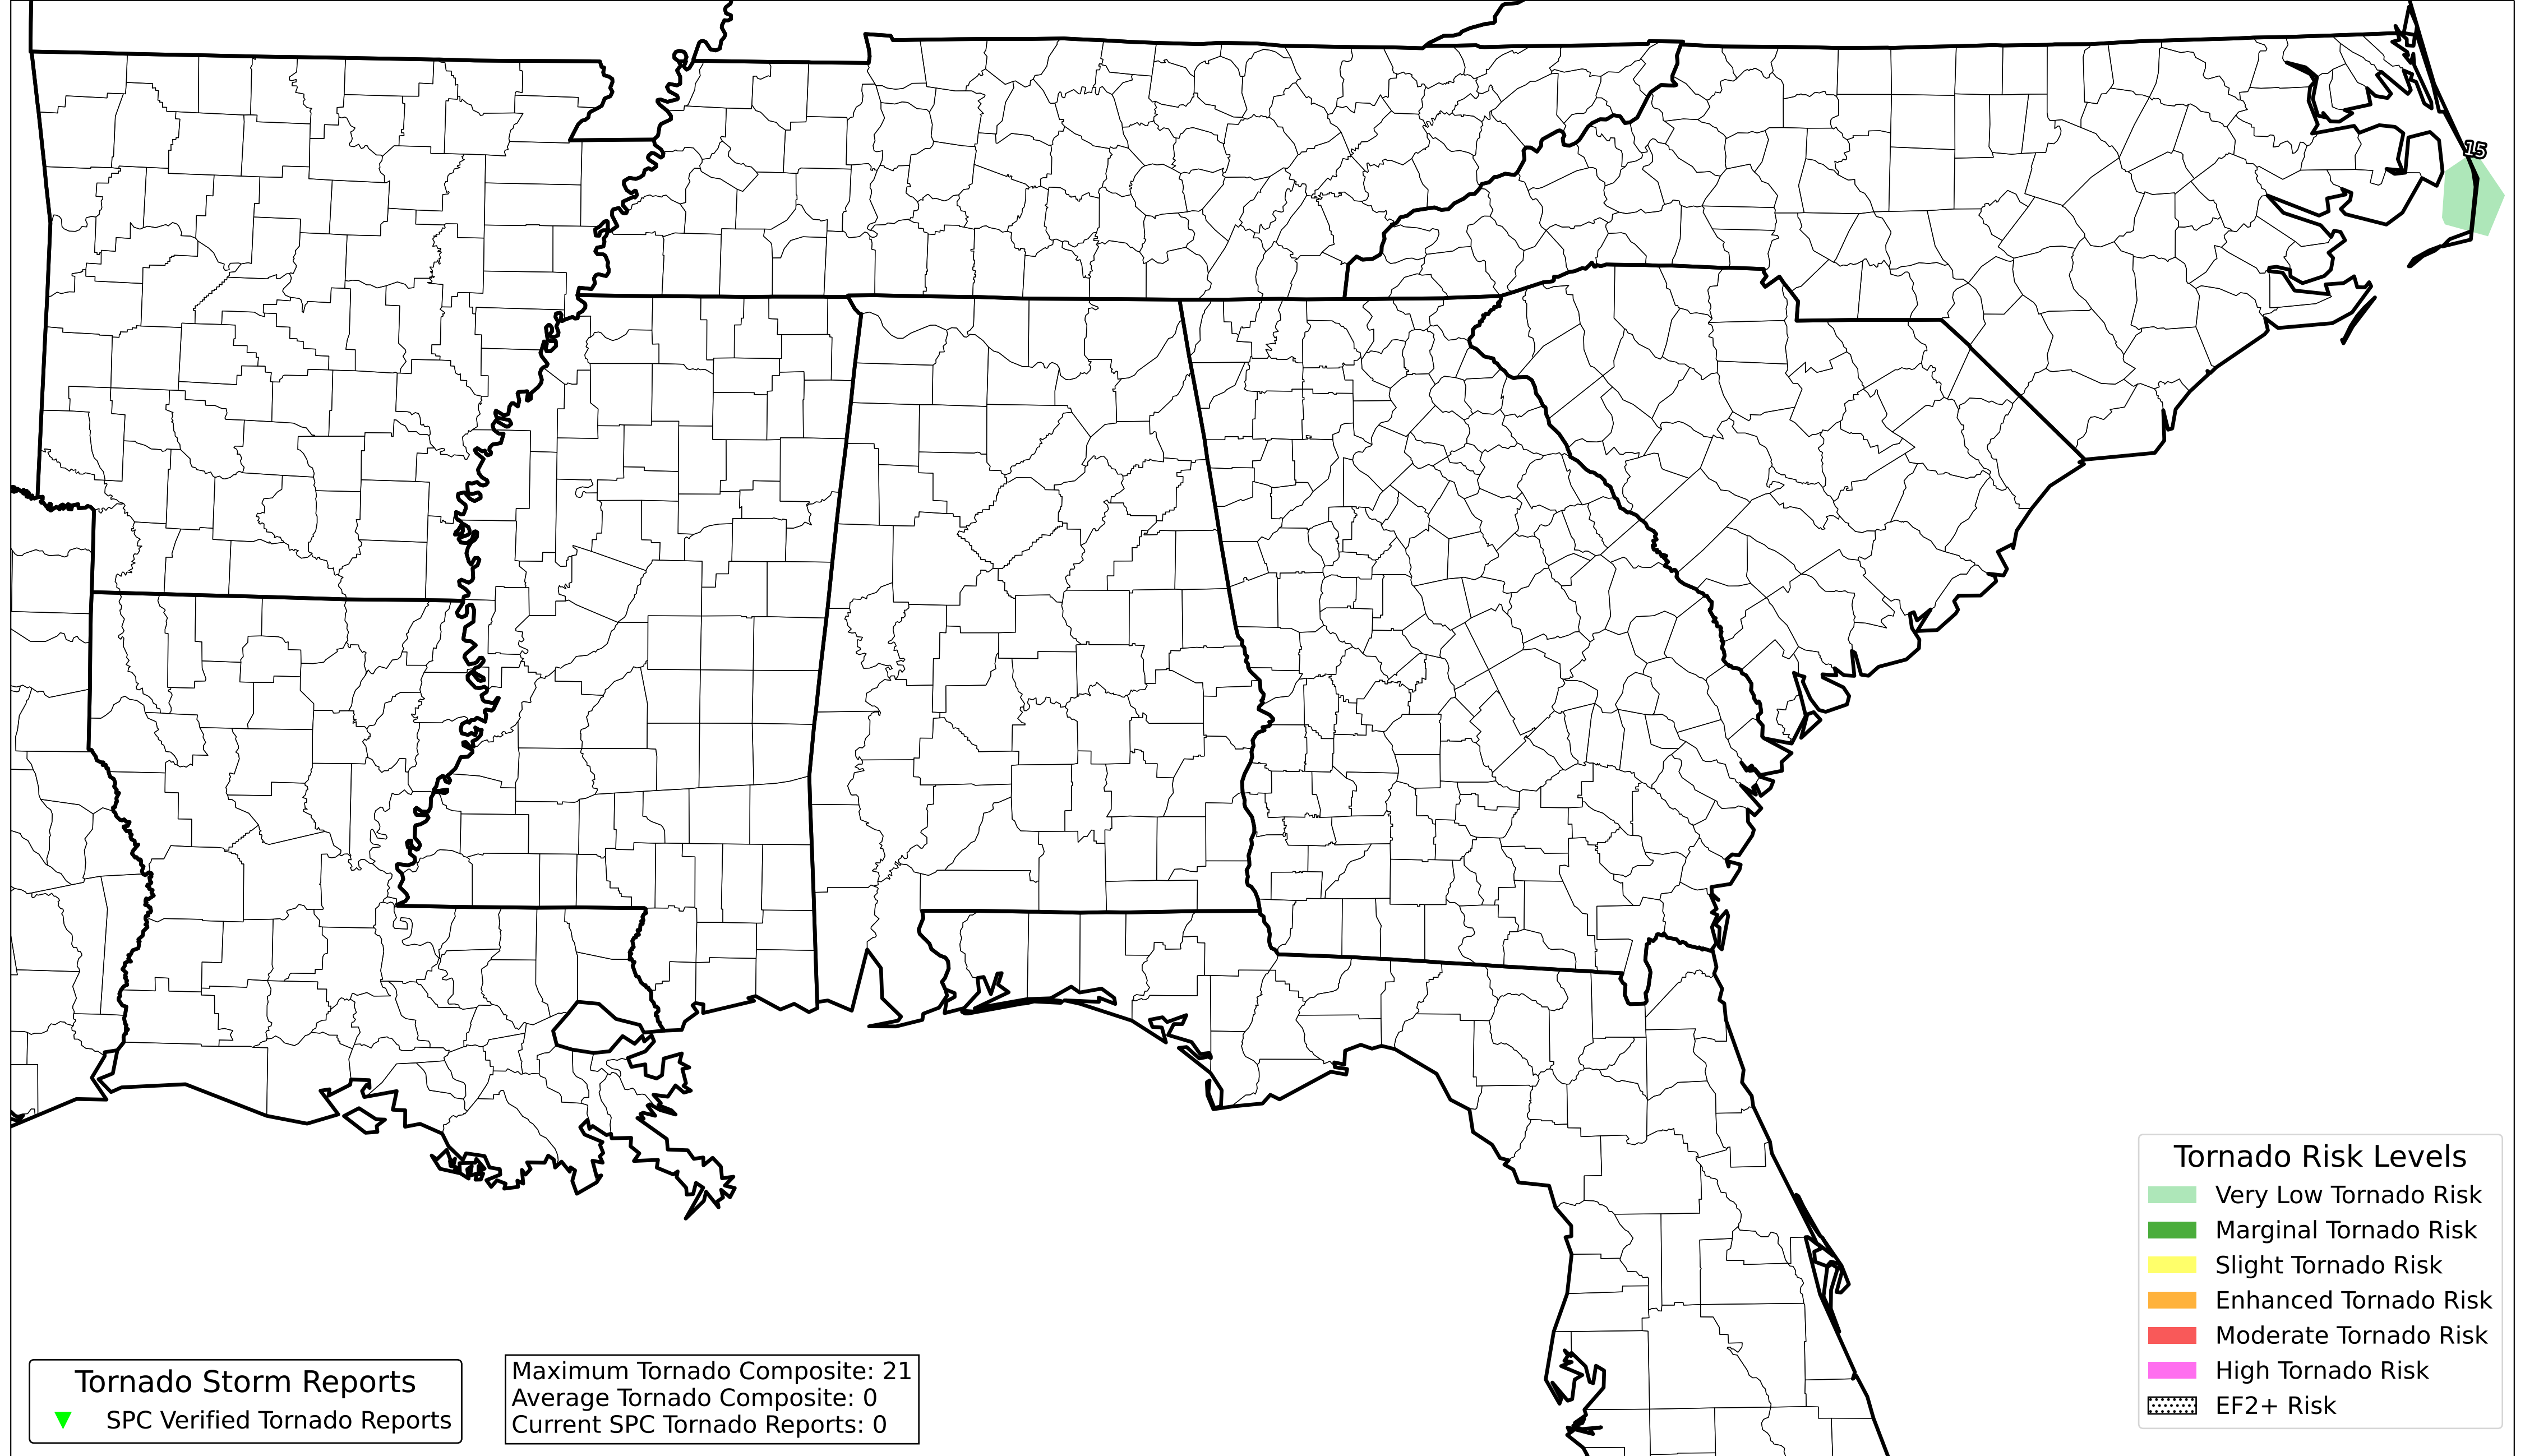 15
Tornado Risk Levels
Very Low Tornado Risk
Marginal Tornado Risk
Slight Tornado Risk
Enhanced Tornado Risk
Moderate Tornado Risk
High Tornado Risk
EF2+ Risk
Tornado Storm Reports
SPC Verified Tornado Reports
Maximum Tornado Composite: 21
Average Tornado Composite: 0
Current SPC Tornado Reports: 0